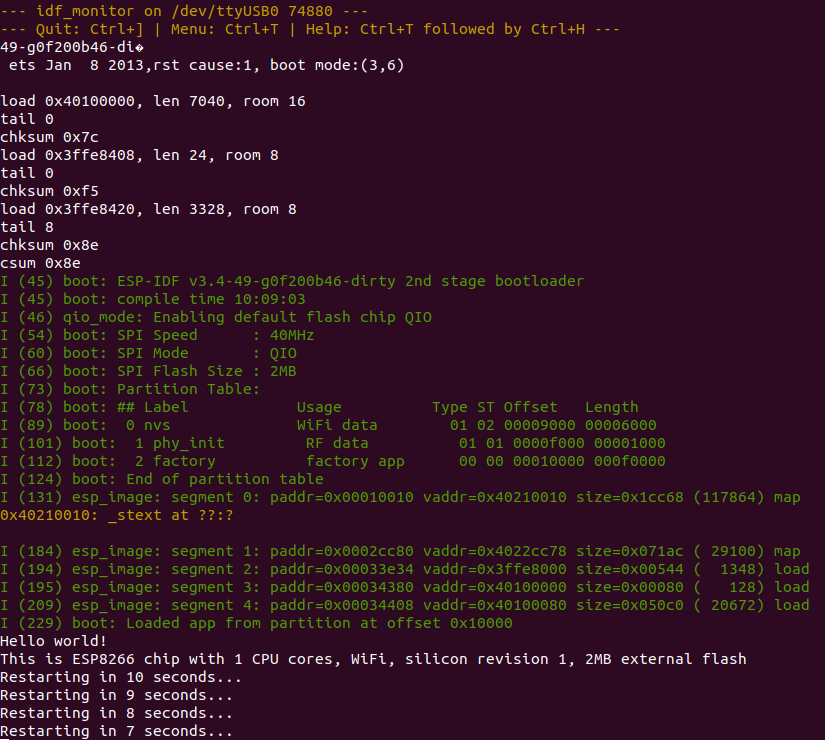 --- idf_monitor on /dev/ttyUSB0 74880 ---
--- Quit: Ctrl+] | Menu: Ctrl+T | Help: Ctrl+T followed by Ctrl+H ---
49-g0f200b46-di�
 ets Jan  8 2013,rst cause:1, boot mode:(3,6)

load 0x40100000, len 7040, room 16
tail 0
chksum 0x7c
load 0x3ffe8408, len 24, room 8
tail 0
chksum 0xf5
load 0x3ffe8420, len 3328, room 8
tail 8
chksum 0x8e
csum 0x8e
I (45) boot: ESP-IDF v3.4-49-g0f200b46-dirty 2nd stage bootloader
I (45) boot: compile time 10:09:03
I (46) qio_mode: Enabling default flash chip QIO
I (54) boot: SPI Speed      : 40MHz
I (60) boot: SPI Mode       : QIO
I (66) boot: SPI Flash Size : 2MB
I (73) boot: Partition Table:
I (78) boot: ## Label            Usage          Type ST Offset   Length
I (89) boot:  0 nvs              WiFi data        01 02 00009000 00006000
I (101) boot:  1 phy_init         RF data          01 01 0000f000 00001000
I (112) boot:  2 factory          factory app      00 00 00010000 000f0000
I (124) boot: End of partition table
I (131) esp_image: segment 0: paddr=0x00010010 vaddr=0x40210010 size=0x1cc68 (117864) map
0x40210010: _stext at ??:?

I (184) esp_image: segment 1: paddr=0x0002cc80 vaddr=0x4022cc78 size=0x071ac ( 29100) map
I (194) esp_image: segment 2: paddr=0x00033e34 vaddr=0x3ffe8000 size=0x00544 (  1348) load
I (195) esp_image: segment 3: paddr=0x00034380 vaddr=0x40100000 size=0x00080 (   128) load
I (209) esp_image: segment 4: paddr=0x00034408 vaddr=0x40100080 size=0x050c0 ( 20672) load
I (229) boot: Loaded app from partition at offset 0x10000
Hello world!
This is ESP8266 chip with 1 CPU cores, WiFi, silicon revision 1, 2MB external flash
Restarting in 10 seconds...
Restarting in 9 seconds...
Restarting in 8 seconds...
Restarting in 7 seconds...